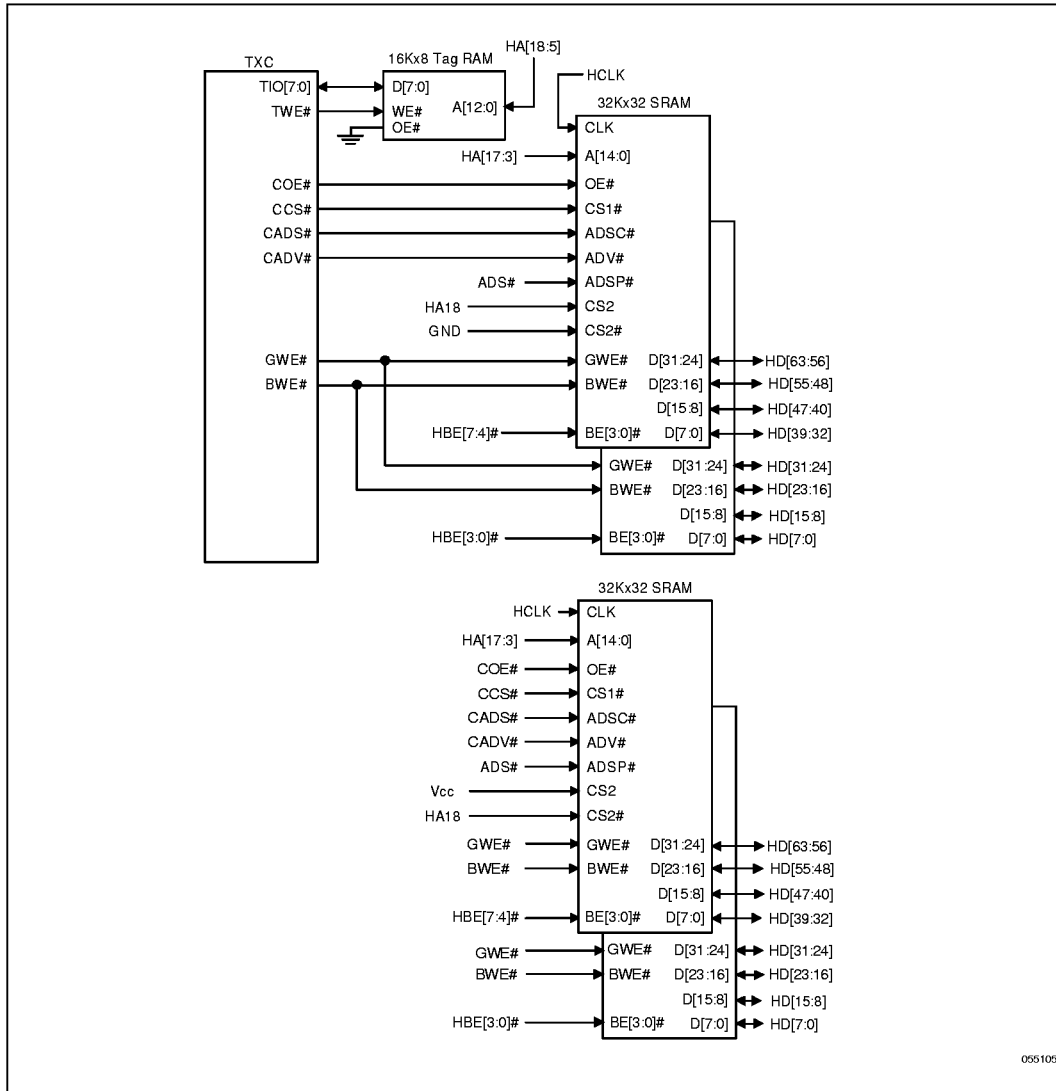 HA[18:5]
TXC
16Kx8 Tag RAM
HCLK
TIO[7:0] D[7:0]
32Kx32 SRAM
TWE# WE# A[12:0]
OE#
CLK
HA[17:3] A[14:0]
COE# OE#
CCS# CS1#
CADS# ADSC#
CADV# ADV#
ADS# ADSP#
HA18 CS2
GND CS2#
GWE# GWE# D[31:24] HD[63:56]
BWE# BWE# D[23:16] HD[55:48]
D[15:8] HD[47:40]
HBE[7:4]# BE[3:0]# D[7:0] HD[39:32]
GWE# D[31:24] HD[31:24]
BWE# D[23:16] HD[23:16]
D[15:8] HD[15:8]
HBE[3:0]# BE[3:0]# D[7:0] HD[7:0]
32Kx32 SRAM
HCLK CLK
HA[17:3] A[14:0]
COE# OE#
CCS# CS1#
CADS# ADSC#
CADV# ADV#
ADS# ADSP#
Vcc CS2
HA18 CS2#
GWE# GWE# D[31:24] HD[63:56]
BWE# BWE# D[23:16] HD[55:48]
D[15:8] HD[47:40]
HBE[7:4]# BE[3:0]# D[7:0] HD[39:32]
GWE# GWE# D[31:24] HD[31:24]
BWE# BWE# D[23:16] HD[23:16]
D[15:8] HD[15:8]
HBE[3:0]# BE[3:0]# D[7:0] HD[7:0]
055105